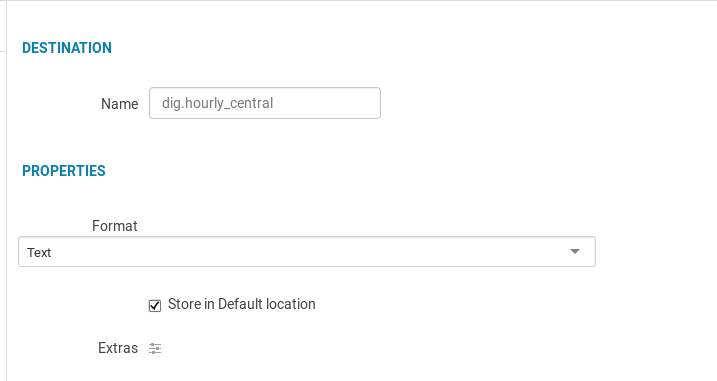 DESTINATION
Name dig.hourly_central
PROPERTIES
Format
Text
Store in Default location
Extras